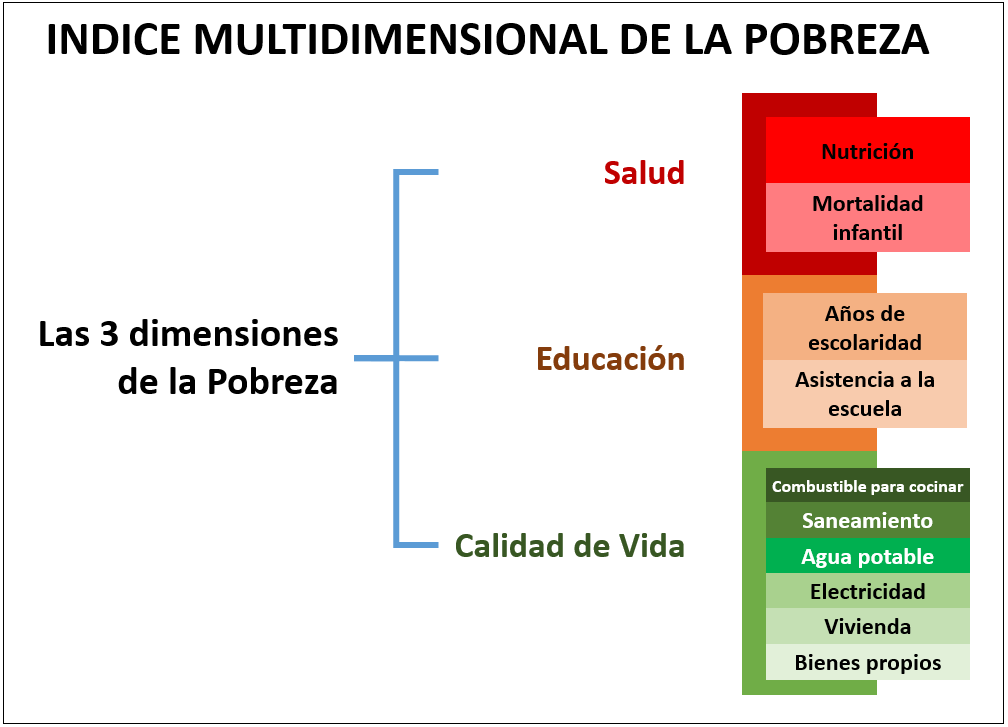 INDICE MULTIDIMENSIONAL DE LA POBREZA
Las 3 dimensiones
de la Pobreza
Salud
Nutrición
Mortalidad
infantil
Educación
Años de
escolaridad
Asistencia a la
escuela
Calidad de Vida
Combustible para cocinar
Saneamiento
Agua potable
Electricidad
Vivienda
Bienes propios